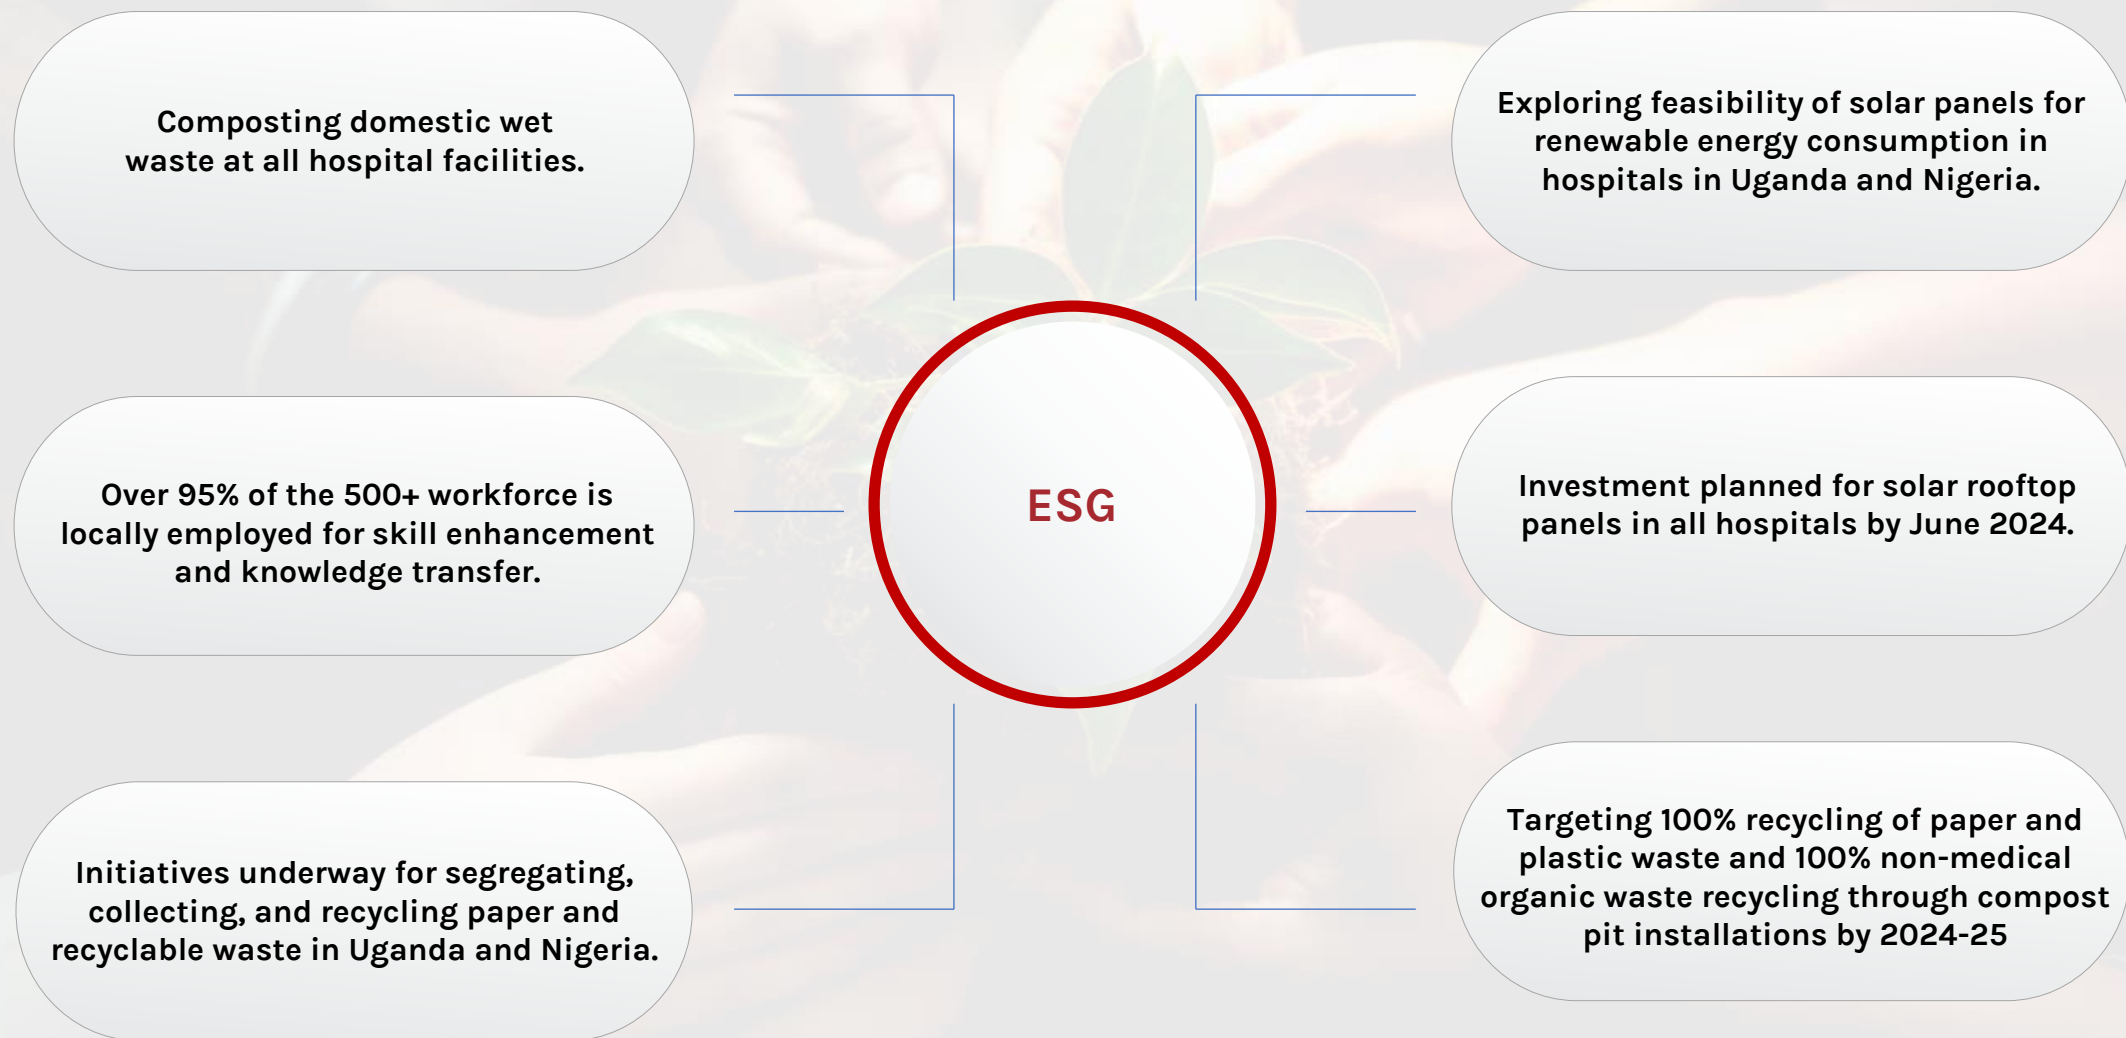 Composting domestic wet
waste at all hospital facilities.
Over 95% of the 500+ workforce is
locally employed for skill enhancement
and knowledge transfer.
Initiatives underway for segregating,
collecting, and recycling paper and
recyclable waste in Uganda and Nigeria.
ESG
Exploring feasibility of solar panels for
renewable energy consumption in
hospitals in Uganda and Nigeria.
Investment planned for solar rooftop
panels in all hospitals by June 2024.
Targeting 100% recycling of paper and
plastic waste and 100% non-medical
organic waste recycling through compost
pit installations by 2024-25